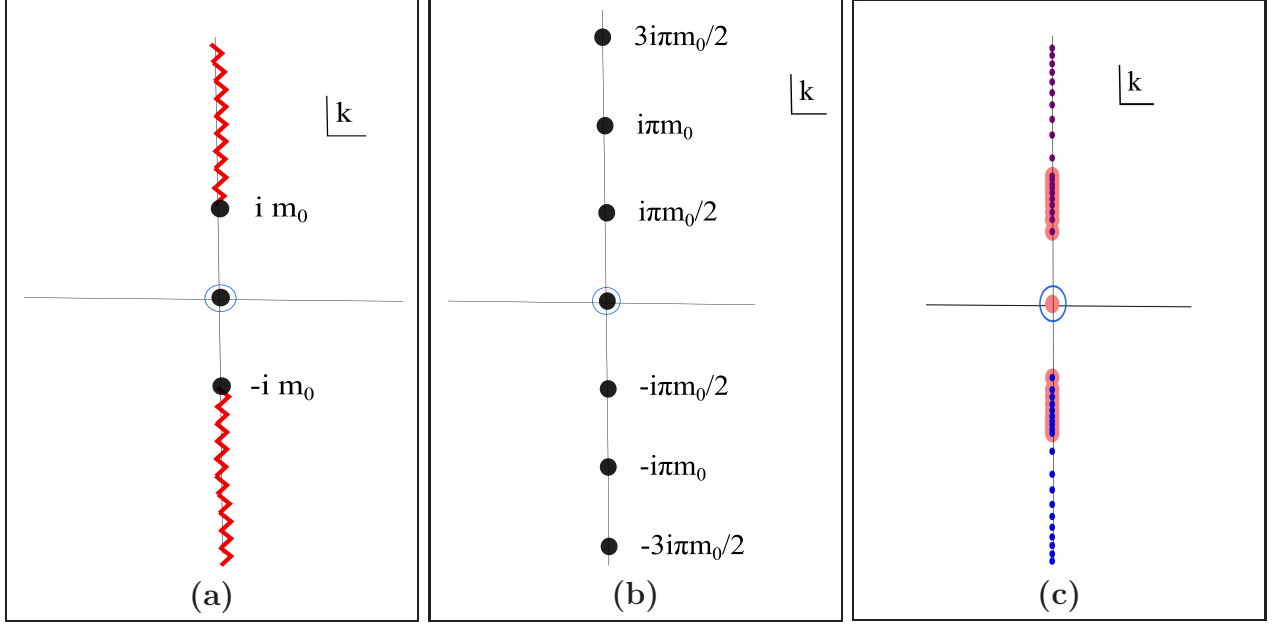 k
i m₀
-i m₀
(a)
3iπm₀/2
k
iπm₀
iπm₀/2
-iπm₀/2
-iπm₀
-3iπm₀/2
(b)
k
(c)